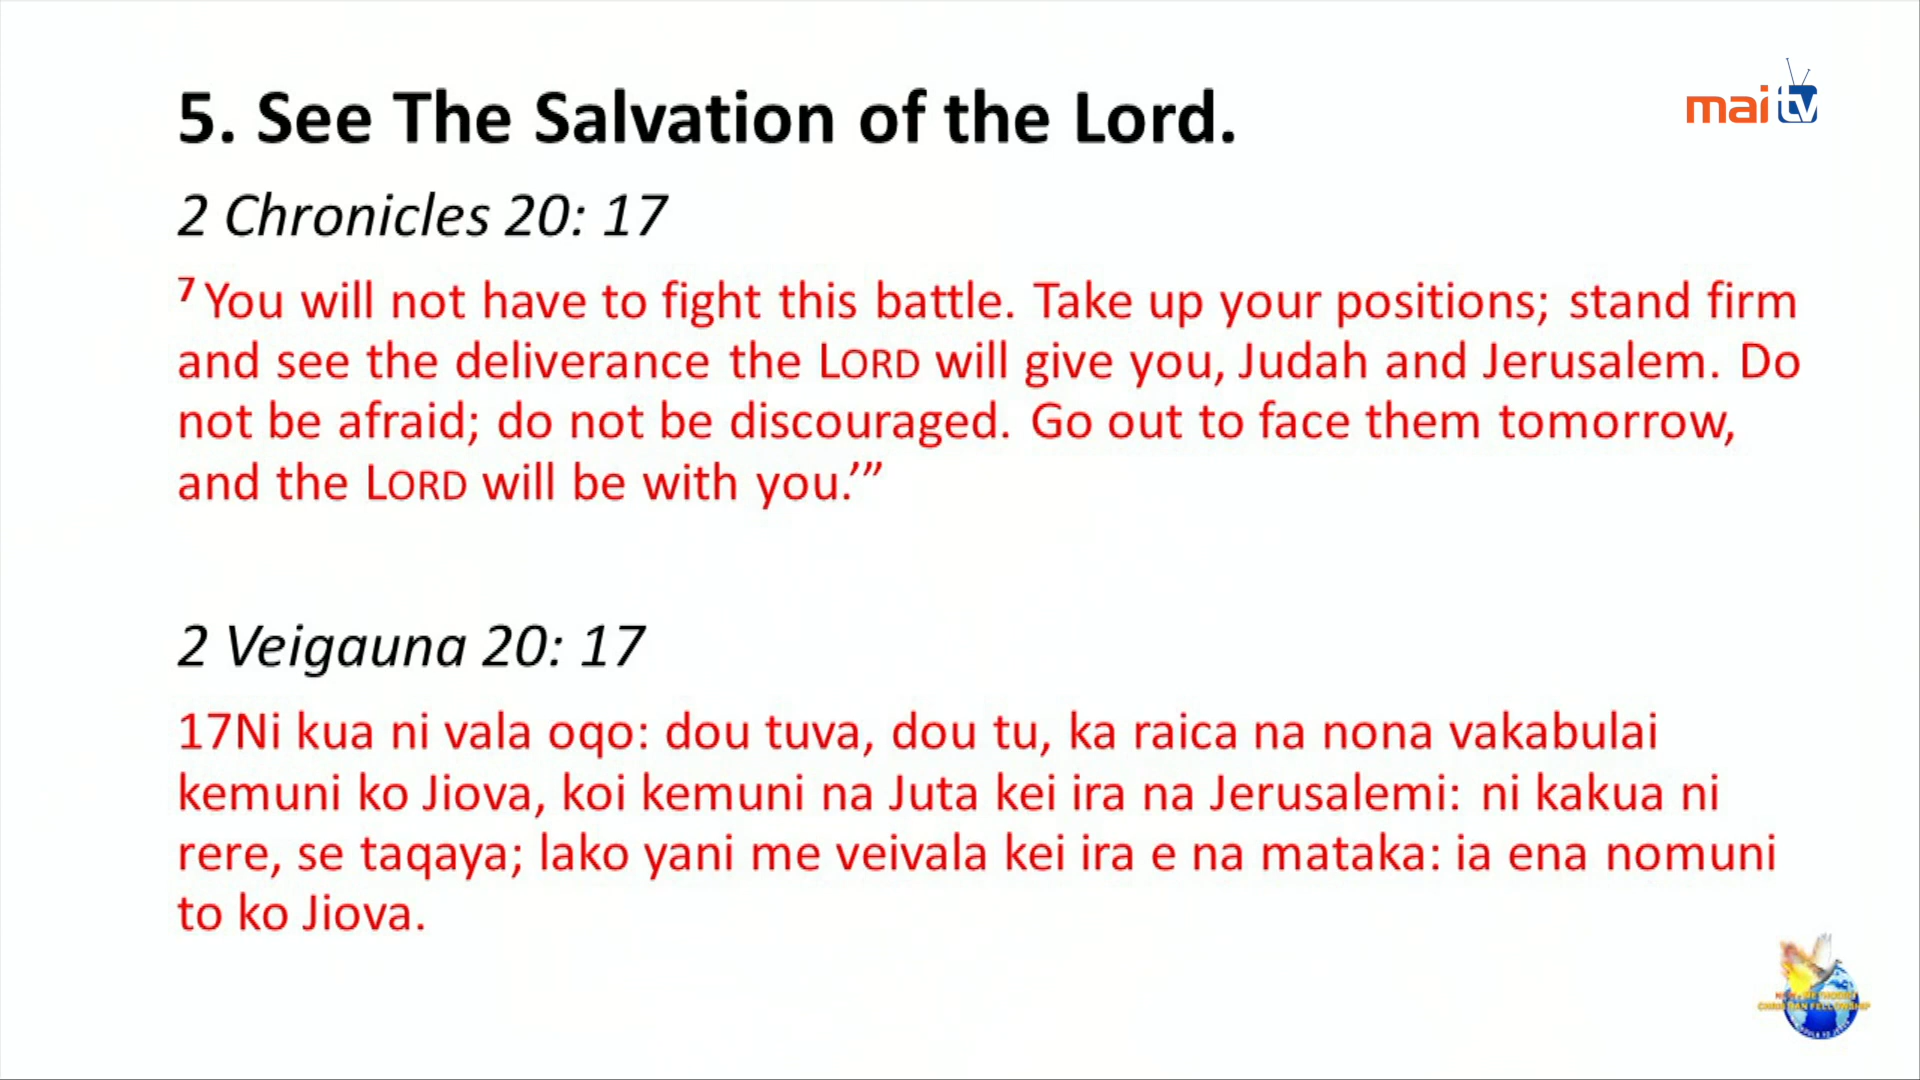 5. See The Salvation of the Lord.
mai tv
2 Chronicles 20: 17
⁷ You will not have to fight this battle. Take up your positions; stand firm
and see the deliverance the LORD will give you, Judah and Jerusalem. Do
not be afraid; do not be discouraged. Go out to face them tomorrow,
and the LORD will be with you.’”
2 Veigauna 20: 17
17Ni kua ni vala oqo: dou tuva, dou tu, ka raica na nona vakabulai
kemuni ko Jiova, koi kemuni na Juta kei ira na Jerusalemi: ni kakua ni
rere, se taqaya; lako yani me veivala kei ira e na mataka: ia ena nomuni
to ko Jiova.
CHRISTIAN FELLOWSHIP